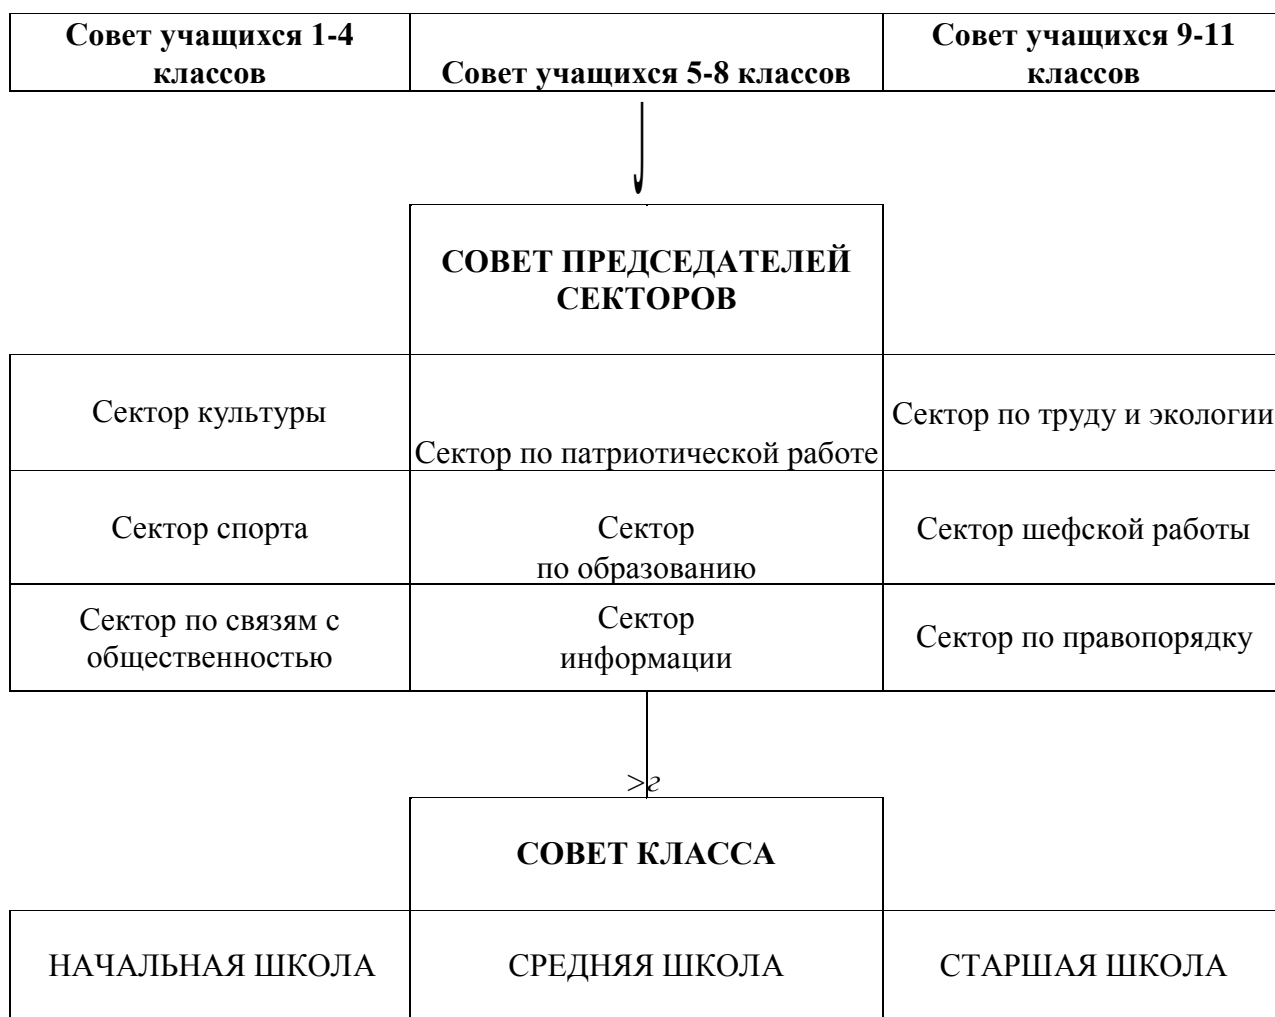 Совет учащихся 1-4
классов
Совет учащихся 5-8 классов
Совет учащихся 9-11
классов
СОВЕТ ПРЕДСЕДАТЕЛЕЙ
СЕКТОРОВ
Сектор культуры
Сектор по патриотической работе
Сектор по труду и экологии
Сектор спорта
Сектор
по образованию
Сектор шефской работы
Сектор по связям с
общественностью
Сектор
информации
Сектор по правопорядку
>г
СОВЕТ КЛАССА
НАЧАЛЬНАЯ ШКОЛА
СРЕДНЯЯ ШКОЛА
СТАРШАЯ ШКОЛА